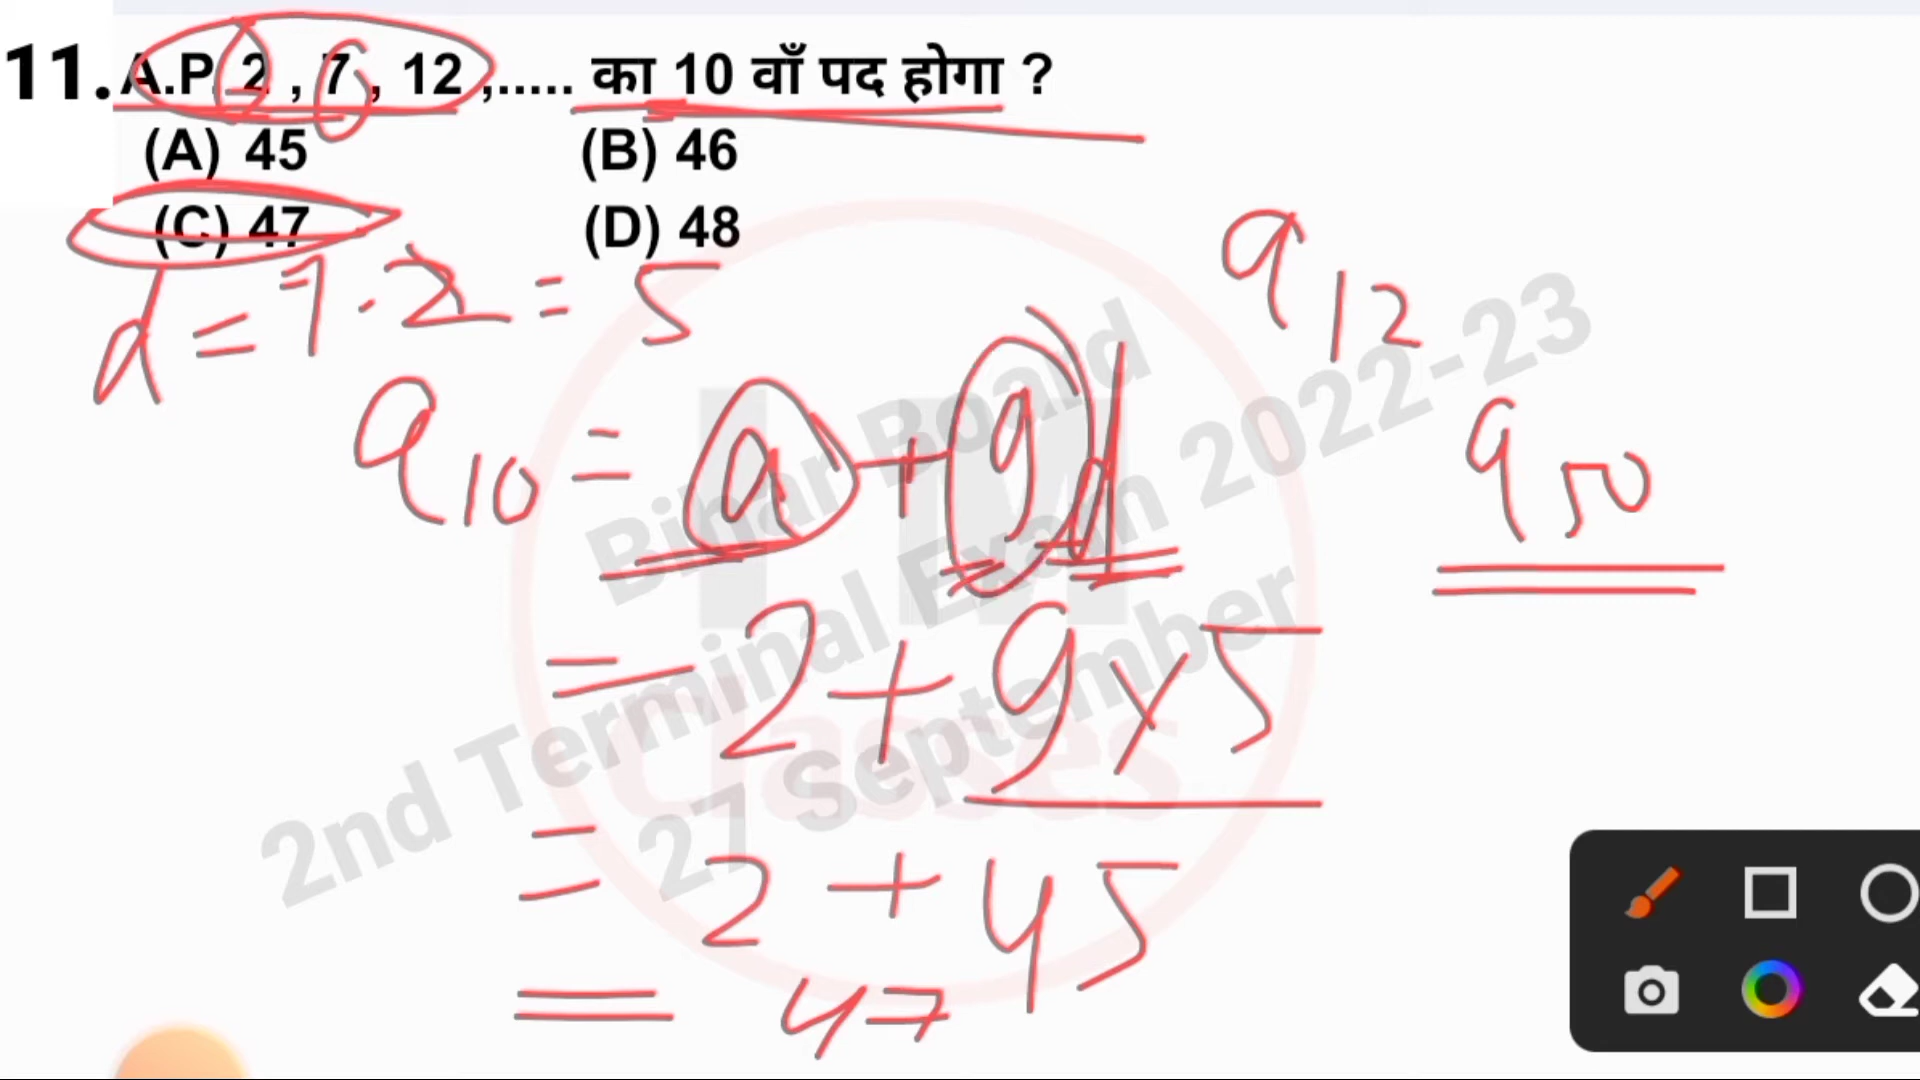 11. A.P. 2 , 7 , 12 ,..... का 10 वाँ पद होगा ?
(A) 45 (B) 46
(C) 47 (D) 48
d = 7 - 2 = 5
a12
a10 = a + 9d
a50
= 2 + 9 x 5
= 2 + 45
= 47
Bihar Board
2nd Terminal Exam 2022-23
27 September
Classes